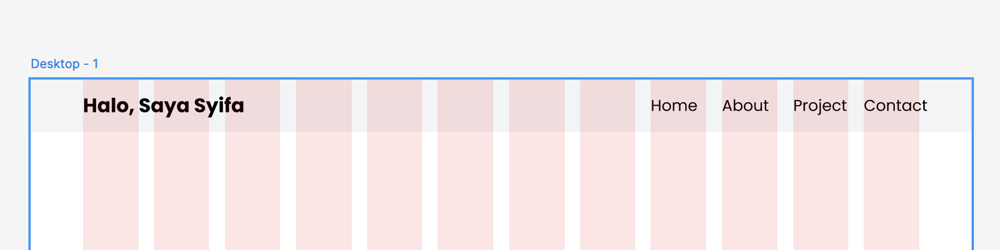 Desktop - 1
Halo, Saya Syifa Home About Project Contact